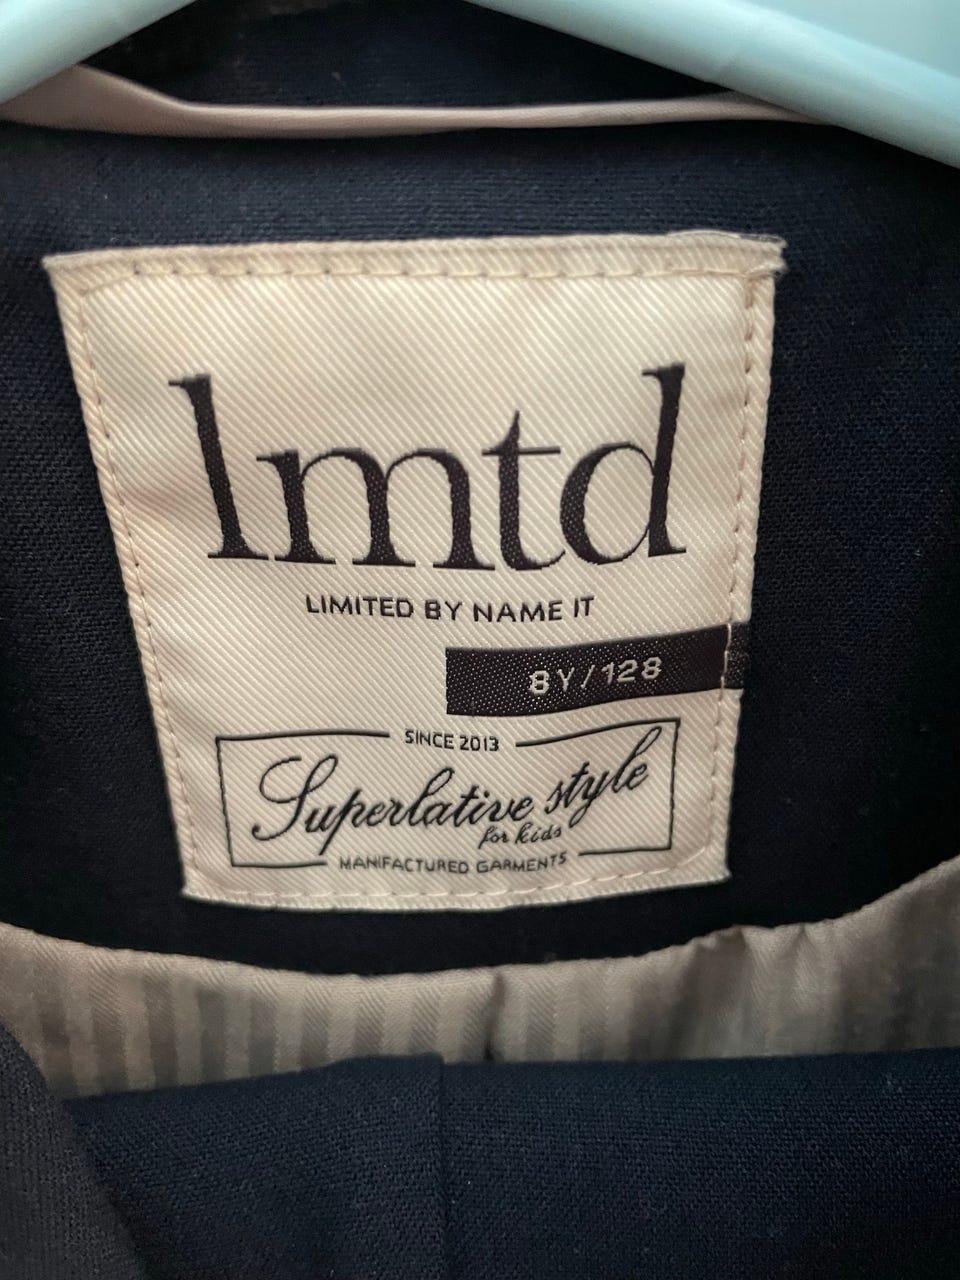 lmtd
LIMITED BY NAME IT
8Y/128
SINCE 2013
Superlative style
for kids
MANIFACTURED GARMENTS